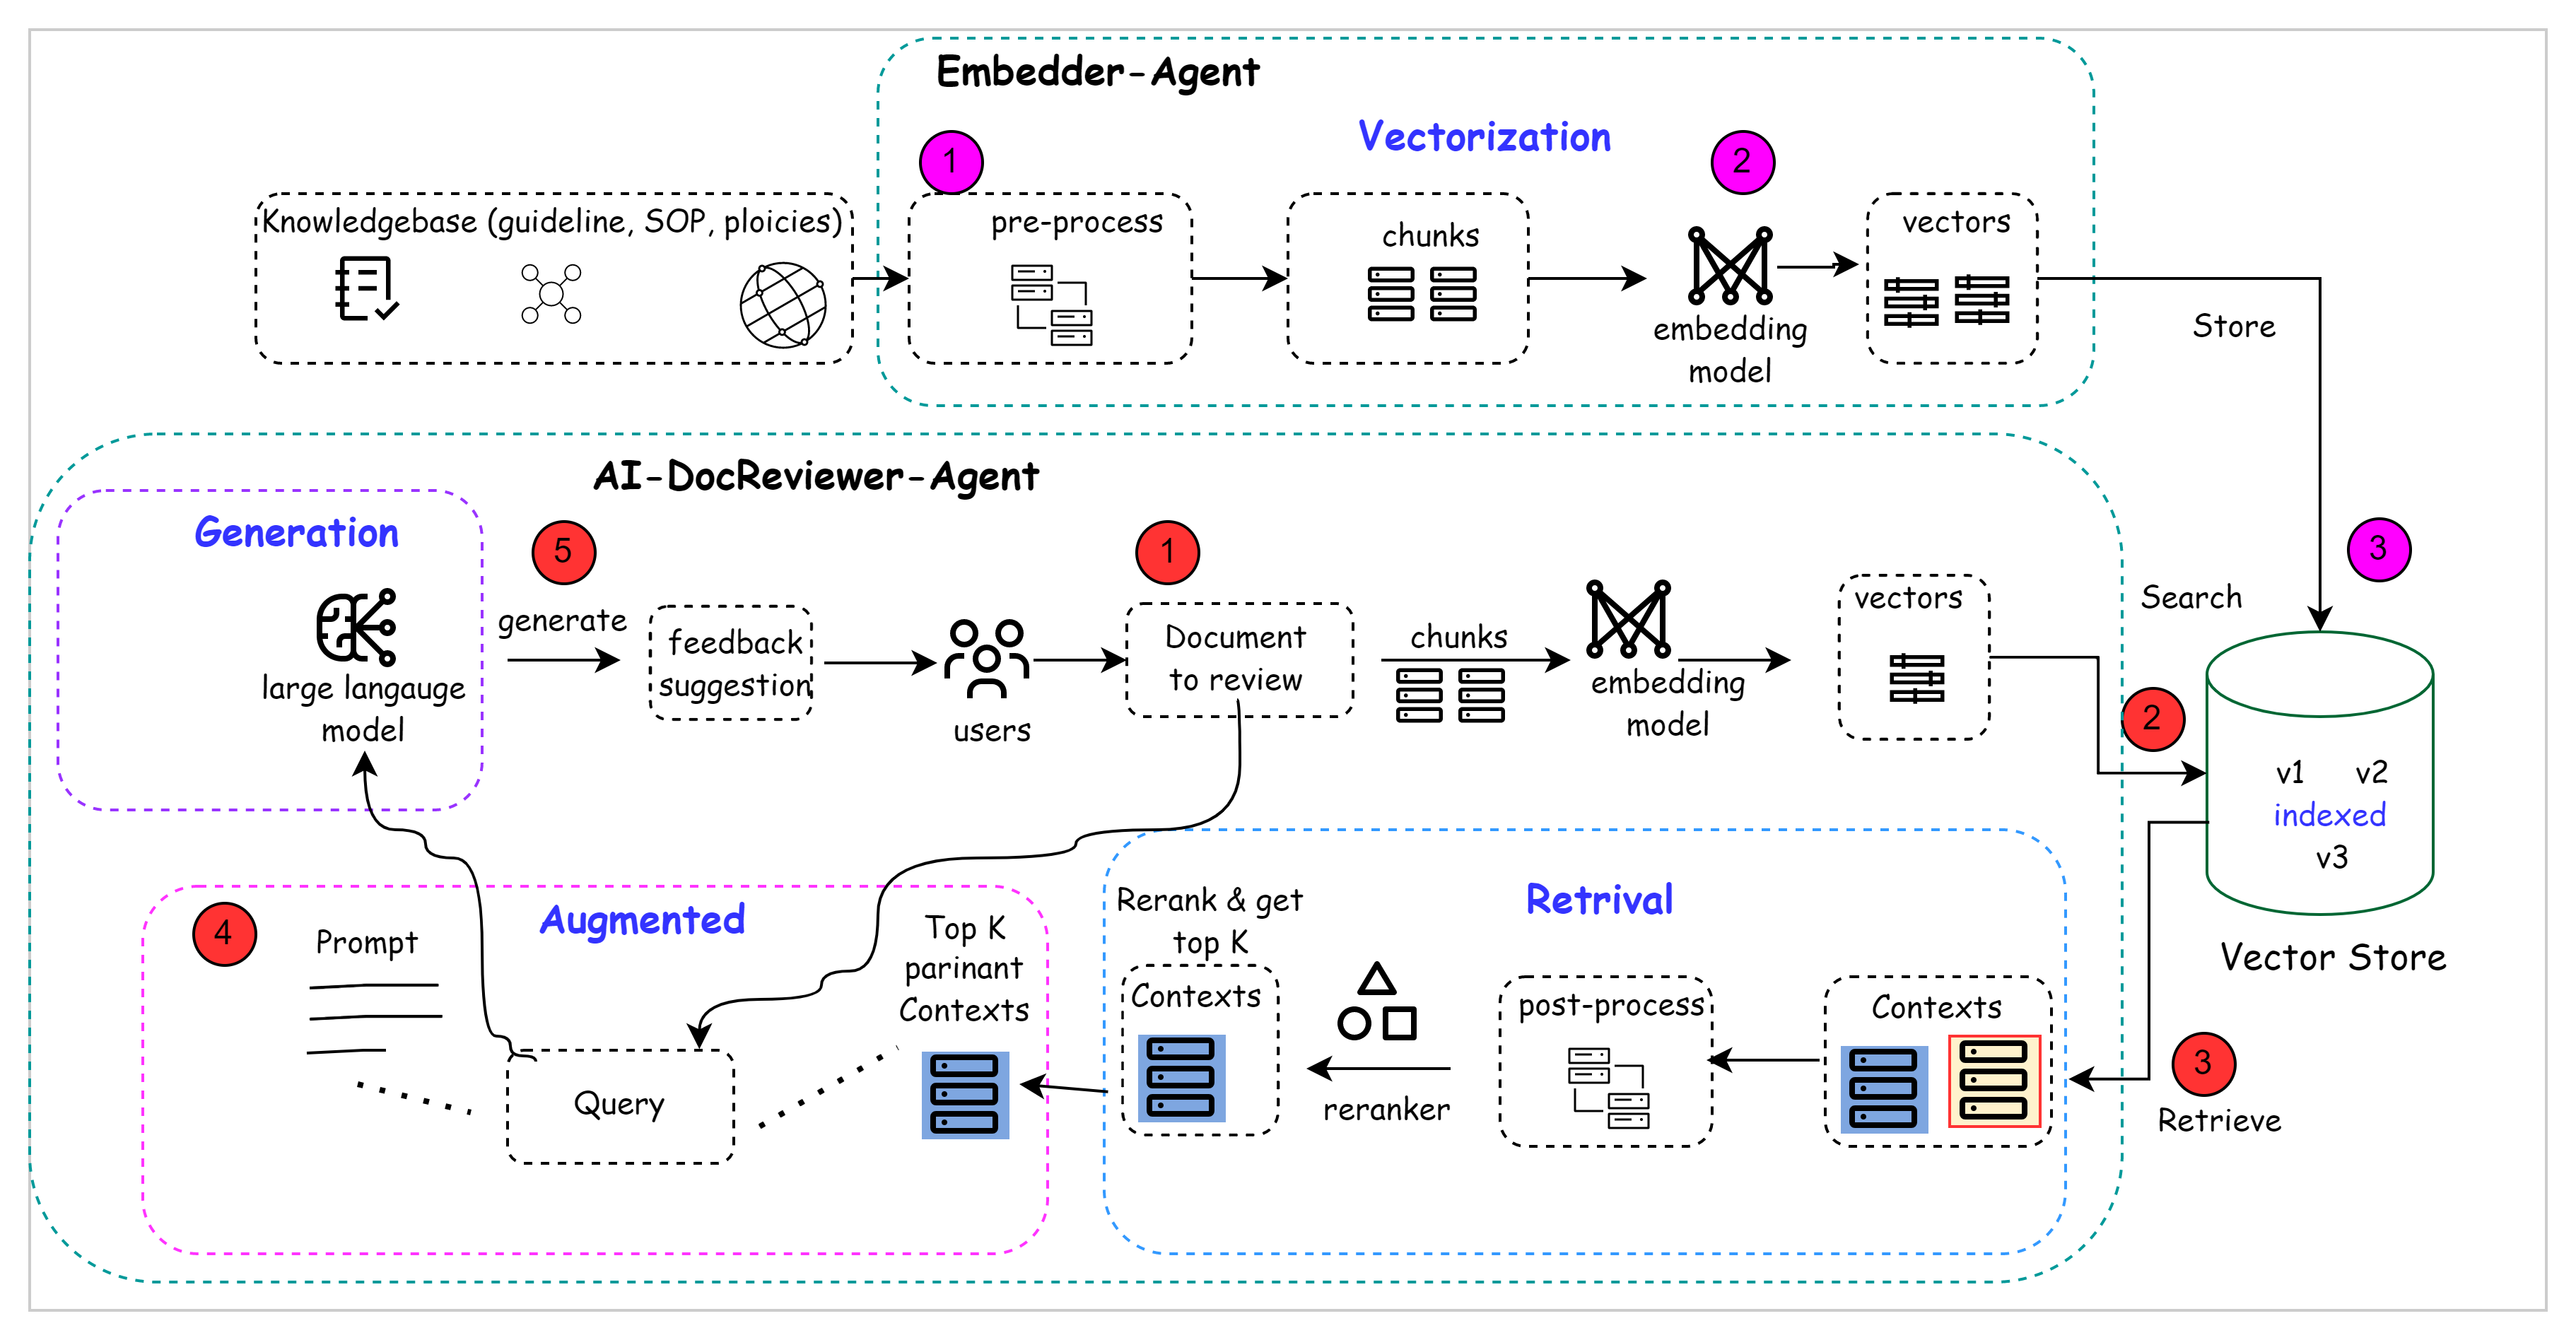 Embedder-Agent
Vectorization
1
2
Knowledgebase (guideline, SOP, ploicies)
pre-process
chunks
embedding
model
vectors
Store
AI-DocReviewer-Agent
Generation
5
1
3
generate
large langauge
model
feedback
suggestion
users
Document
to review
chunks
embedding
model
vectors
Search
2
v1 v2
indexed
v3
Vector Store
4
Prompt
Augmented
Query
Top K
parinant
Contexts
Rerank & get
top K
Contexts
Retrival
reranker
post-process
Contexts
3
Retrieve